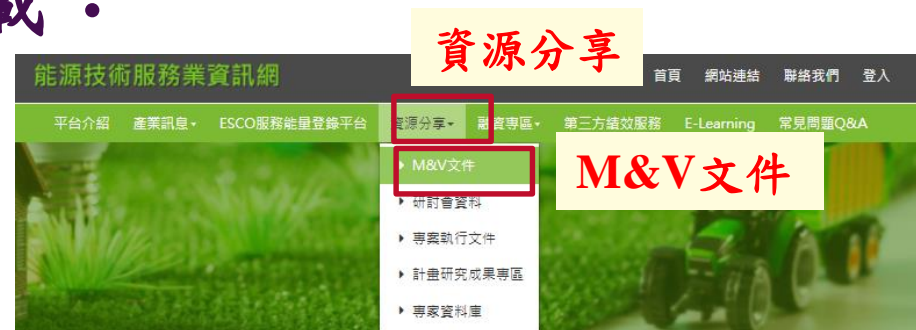 載：
資源分享
能源技術服務業資訊網
首頁 網站連結 聯絡我們 登入
平台介紹 產業訊息 ESCO服務能量登錄平台 資源分享 融資專區 第三方績效服務 E-Learning 常見問題Q&A
M&V文件
M&V文件
研討會資料
專案執行文件
計畫研究成果專區
專家資料庫